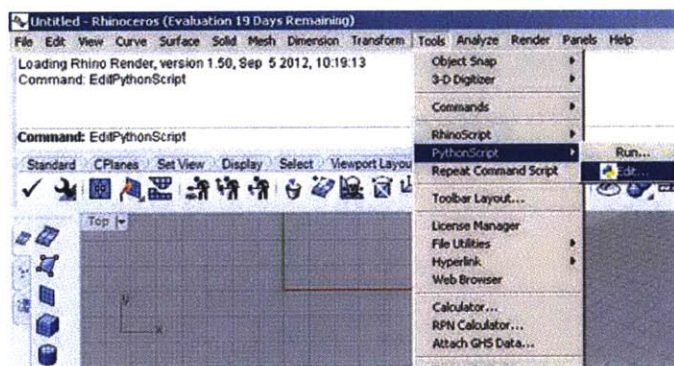 Untitled - Rhinoceros (Evaluation 19 Days Remaining)
File Edit View Curve Surface Solid Mesh Dimension Transform Tools Analyze Render Panels Help
Loading Rhino Render, version 1.50, Sep 5 2012, 10:19:13
Command: EditPythonScript
Command: EditPythonScript
Standard CPlanes Set View Display Select Viewport Layou
Top
y
x
Object Snap
3-D Digitizer
Commands
RhinoScript
PythonScript
Repeat Command Script
Toolbar Layout...
License Manager
File Utilities
Hyperlink
Web Browser
Calculator...
RPN Calculator...
Attach GHS Data...
Run...
Edit...